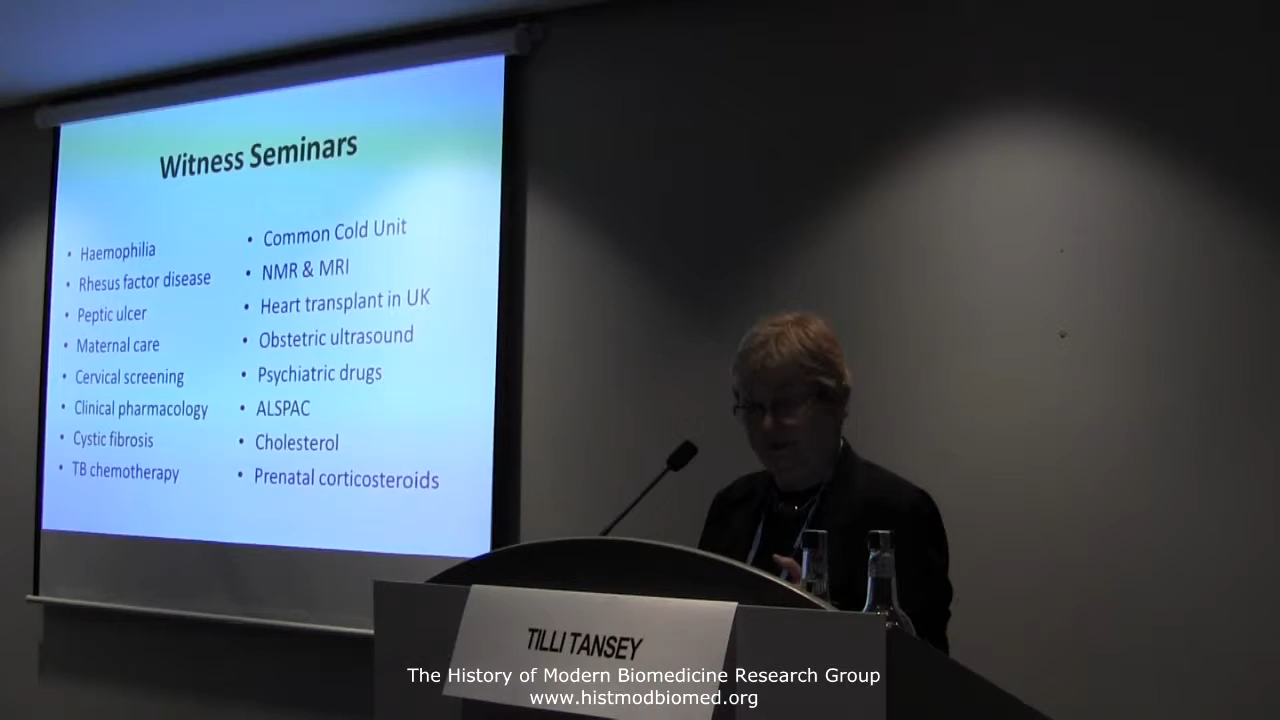 Witness Seminars
• Haemophilia
• Rhesus factor disease
• Peptic ulcer
• Maternal care
• Cervical screening
• Clinical pharmacology
• Cystic fibrosis
• TB chemotherapy
• Common Cold Unit
• NMR & MRI
• Heart transplant in UK
• Obstetric ultrasound
• Psychiatric drugs
• ALSPAC
• Cholesterol
• Prenatal corticosteroids
TILLI TANSEY
The History of Modern Biomedicine Research Group
www.histmodbiomed.org